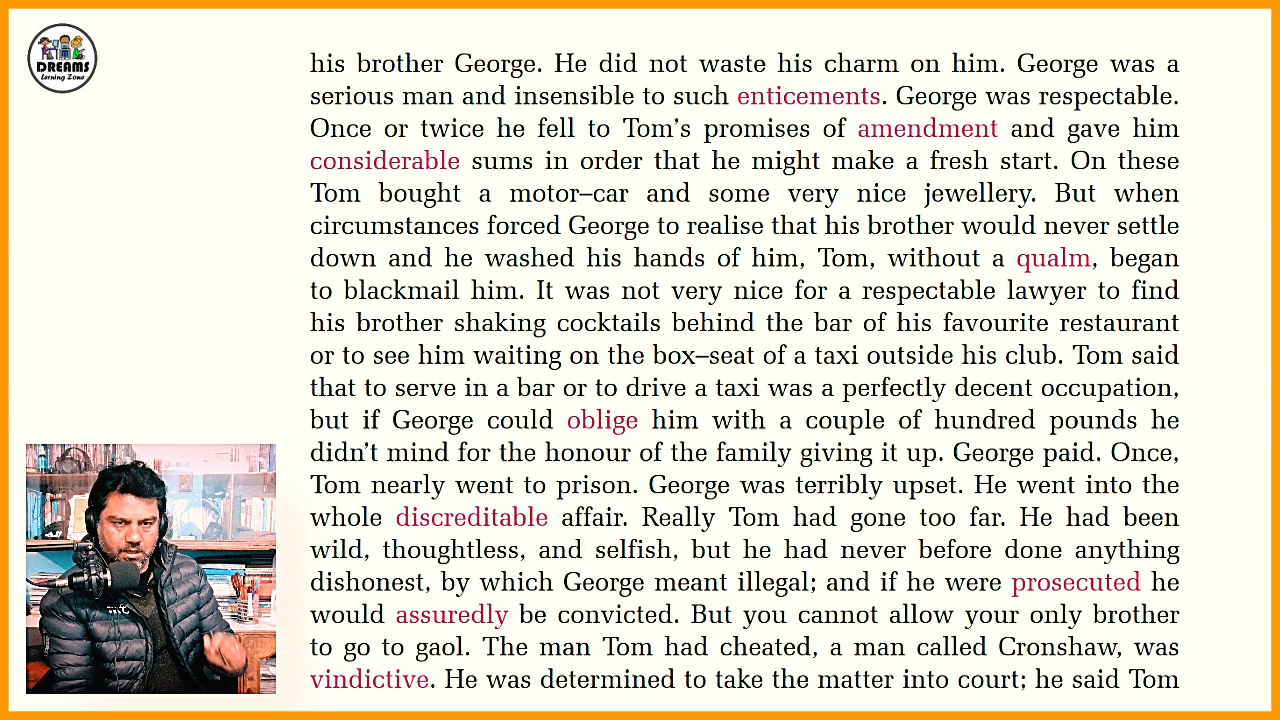 DREAMS
Lerning Zone
his brother George. He did not waste his charm on him. George was a
serious man and insensible to such enticements. George was respectable.
Once or twice he fell to Tom's promises of amendment and gave him
considerable sums in order that he might make a fresh start. On these
Tom bought a motor–car and some very nice jewellery. But when
circumstances forced George to realise that his brother would never settle
down and he washed his hands of him, Tom, without a qualm, began
to blackmail him. It was not very nice for a respectable lawyer to find
his brother shaking cocktails behind the bar of his favourite restaurant
or to see him waiting on the box–seat of a taxi outside his club. Tom said
that to serve in a bar or to drive a taxi was a perfectly decent occupation,
but if George could oblige him with a couple of hundred pounds he
didn't mind for the honour of the family giving it up. George paid. Once,
Tom nearly went to prison. George was terribly upset. He went into the
whole discreditable affair. Really Tom had gone too far. He had been
wild, thoughtless, and selfish, but he had never before done anything
dishonest, by which George meant illegal; and if he were prosecuted he
would assuredly be convicted. But you cannot allow your only brother
to go to gaol. The man Tom had cheated, a man called Cronshaw, was
vindictive. He was determined to take the matter into court; he said Tom